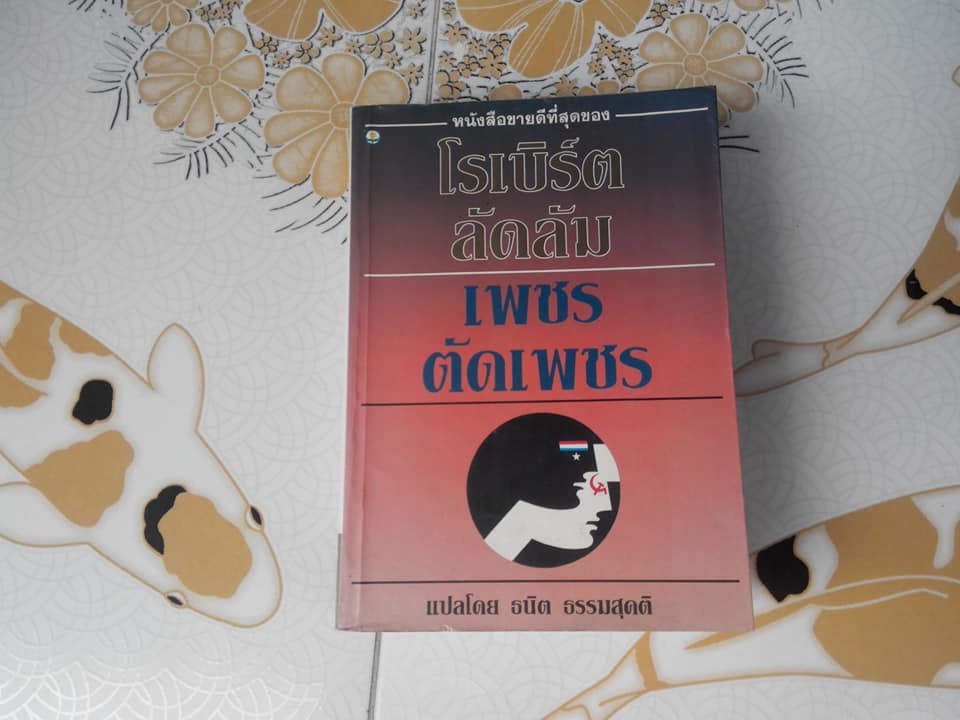 หนังสือขายดีที่สุดของ
โรเบิร์ต
ลัดลัม
เพชร
ตัดเพชร
แปลโดย ธนิต ธรรมสุคติ